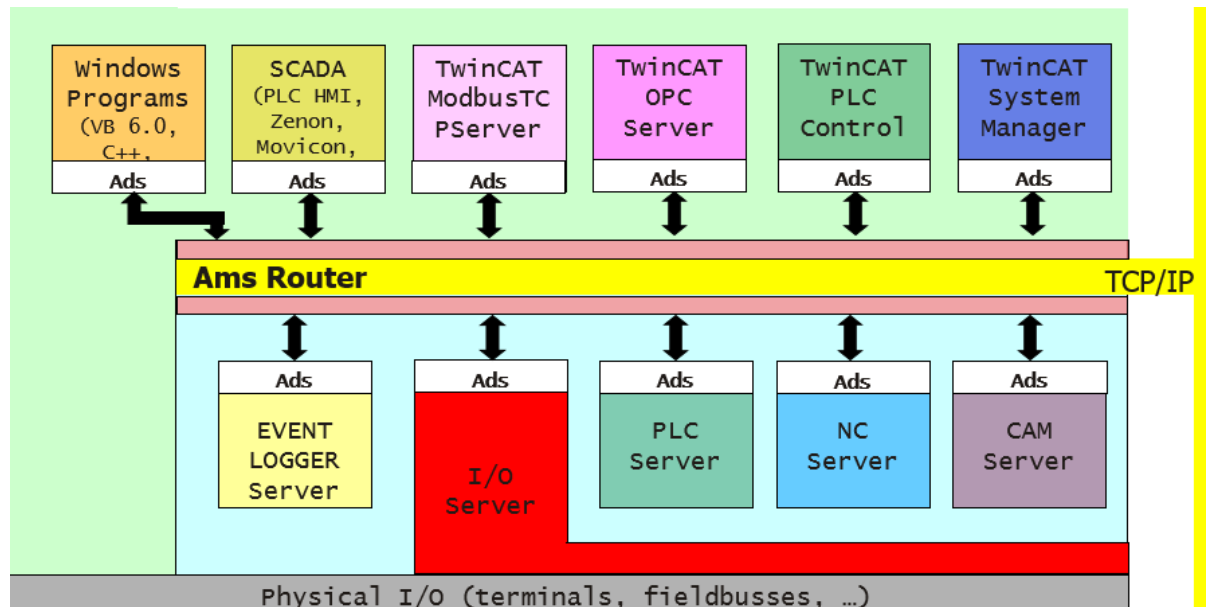 Windows
Programs
(VB 6.0,
C++,
Ads
SCADA
(PLC HMI,
Zenon,
Movicon,
Ads
TwinCAT
ModbusTC
PServer
Ads
TwinCAT
OPC
Server
Ads
TwinCAT
PLC
Control
Ads
TwinCAT
System
Manager
Ads
Ams Router
TCP/IP
Ads
EVENT
LOGGER
Server
Ads
I/O
Server
Ads
PLC
Server
Ads
NC
Server
Ads
CAM
Server
Physical I/O (terminals, fieldbusses, …)